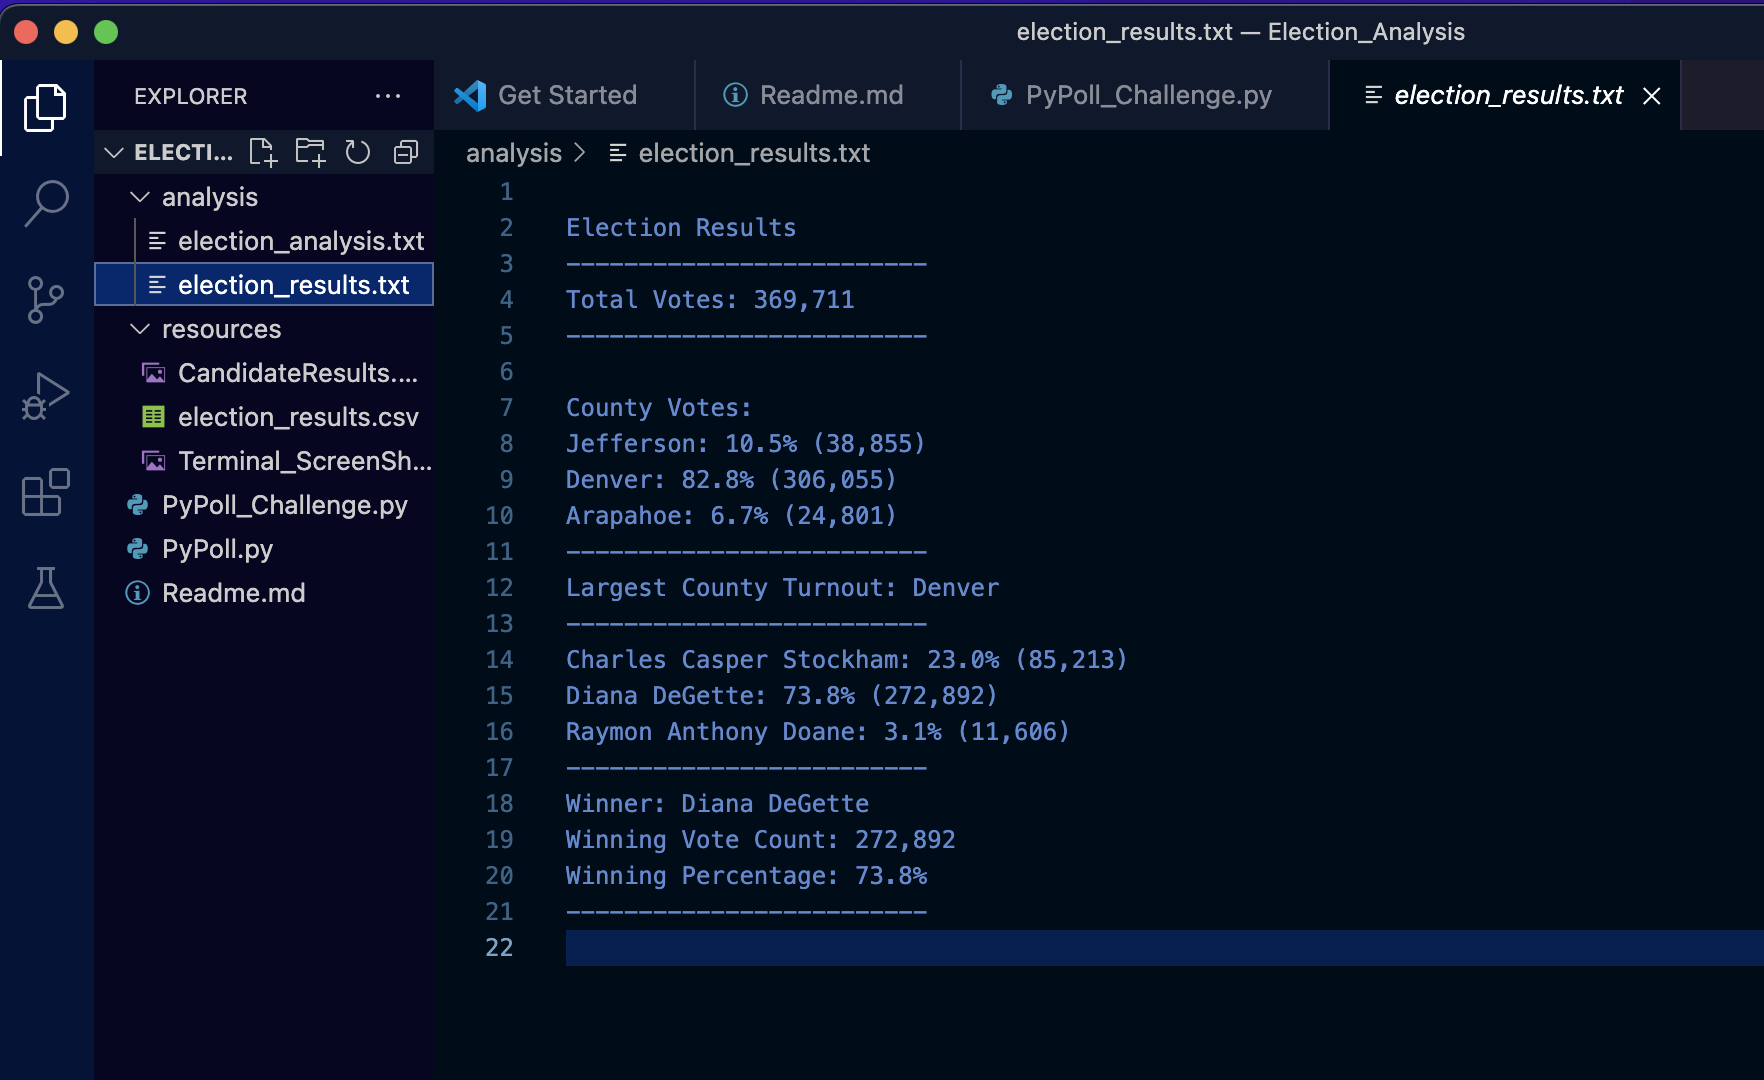 election_results.txt — Election_Analysis
EXPLORER
ELECTI...
analysis
election_analysis.txt
election_results.txt
resources
CandidateResults....
election_results.csv
Terminal_ScreenSh...
PyPoll_Challenge.py
PyPoll.py
Readme.md
Get Started
Readme.md
PyPoll_Challenge.py
election_results.txt
analysis > election_results.txt
1
2 Election Results
3 -------------------------
4 Total Votes: 369,711
5 -------------------------
6
7 County Votes:
8 Jefferson: 10.5% (38,855)
9 Denver: 82.8% (306,055)
10 Arapahoe: 6.7% (24,801)
11 -------------------------
12 Largest County Turnout: Denver
13 -------------------------
14 Charles Casper Stockham: 23.0% (85,213)
15 Diana DeGette: 73.8% (272,892)
16 Raymon Anthony Doane: 3.1% (11,606)
17 -------------------------
18 Winner: Diana DeGette
19 Winning Vote Count: 272,892
20 Winning Percentage: 73.8%
21 -------------------------
22